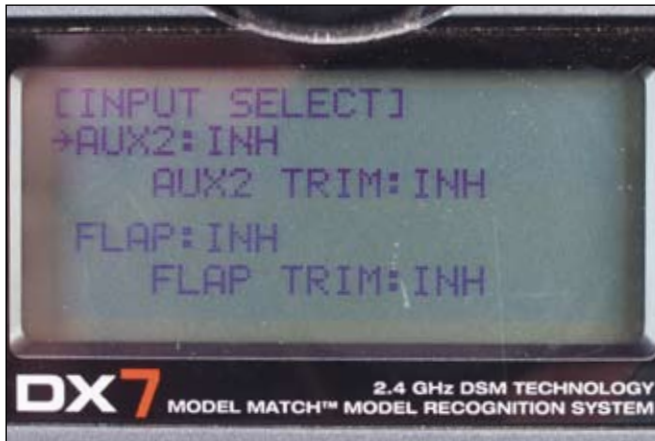 [INPUT SELECT]
→AUX2:INH
AUX2 TRIM:INH
FLAP:INH
FLAP TRIM:INH
DX7
2.4 GHz DSM TECHNOLOGY
MODEL MATCH™ MODEL RECOGNITION SYSTEM